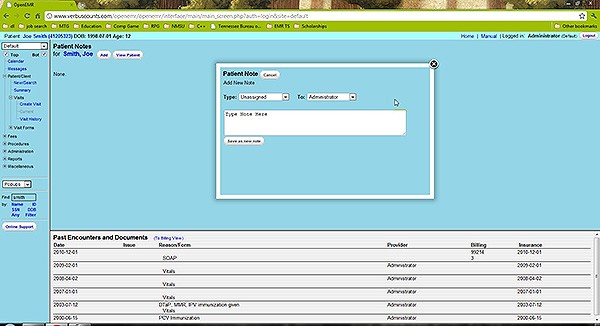 OpenEMR
www.verbuscounts.com/openemr/openemr/interface/main/main_screen.php?auth=login&site=default
all job search MTG Education Comp Game RPG NMSU C++ Tennessee Bureau o... EMR TS Scholarships Other bookmarks
Patient: Joe Smith (41205323) DOB: 1998-07-01 Age: 12 Home | Manual | Logged in: Administrator (Default) Logout
Default
Top Bot
Calendar
Messages
Patient/Client
New/Search
Summary
Visits
Create Visit
Current
Visit History
Visit Forms
Fees
Procedures
Administration
Reports
Miscellaneous
Popups
Find: smith
by: Name ID
SSN DOB
Any Filter
Online Support
Patient Notes
for Smith, Joe Add View Patient
None.
Patient Note Cancel
Add New Note
Type: Unassigned To: Administrator
Type Note Here
Save as new note
Past Encounters and Documents (To Billing View)
Date Issue Reason/Form Provider Billing Insurance
2010-12-01 99214 2010-12-01
SOAP 3
2009-02-01 Administrator 2009-02-01
Vitals
2008-04-02 Administrator 2008-04-02
Vitals
2007-01-01 Administrator 2007-01-01
Vitals
2003-07-12 DTaP, MMR, IPV immunization given Administrator 2003-07-12
Vitals
2000-06-15 PCV Immunization Administrator 2000-06-15